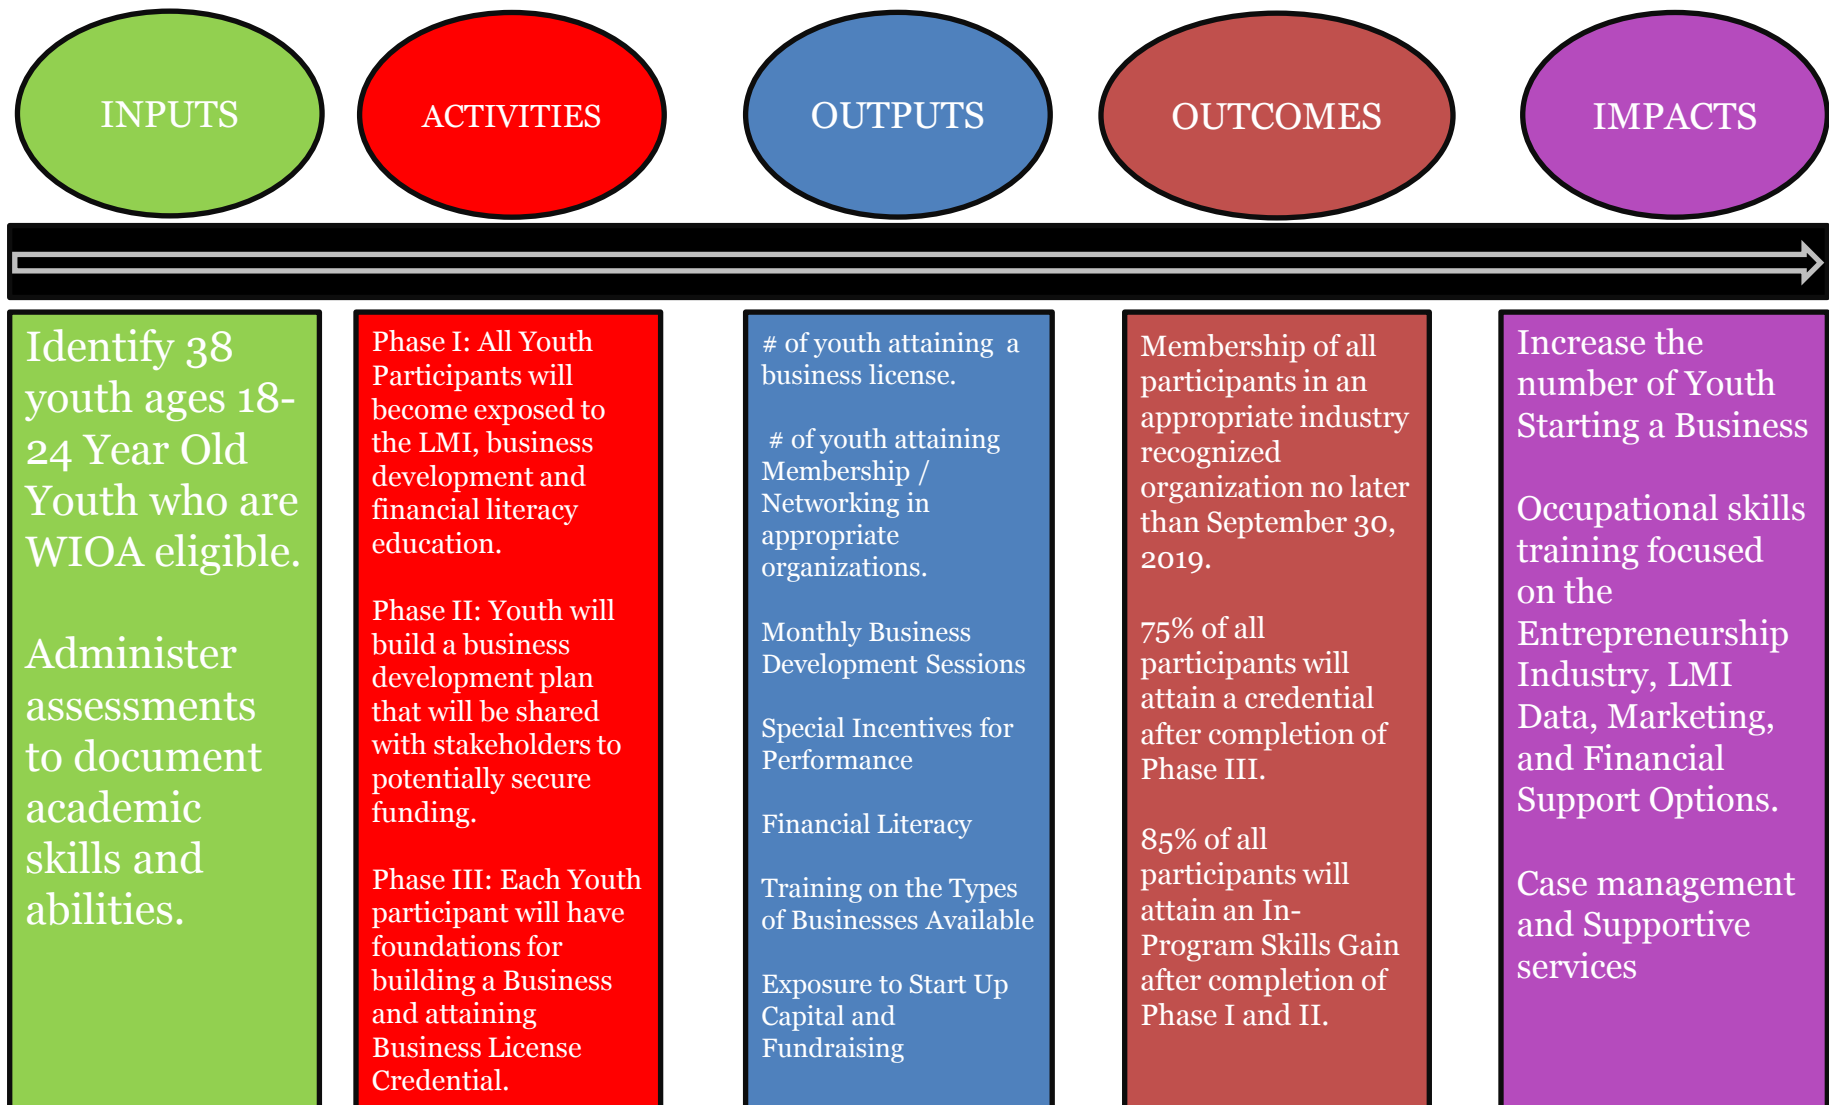 INPUTS
ACTIVITIES
OUTPUTS
OUTCOMES
IMPACTS
Identify 38
youth ages 18-
24 Year Old
Youth who are
WIOA eligible.
Administer
assessments
to document
academic
skills and
abilities.
Phase I: All Youth
Participants will
become exposed to
the LMI, business
development and
financial literacy
education.
Phase II: Youth will
build a business
development plan
that will be shared
with stakeholders to
potentially secure
funding.
Phase III: Each Youth
participant will have
foundations for
building a Business
and attaining
Business License
Credential.
# of youth attaining a
business license.
# of youth attaining
Membership /
Networking in
appropriate
organizations.
Monthly Business
Development Sessions
Special Incentives for
Performance
Financial Literacy
Training on the Types
of Businesses Available
Exposure to Start Up
Capital and
Fundraising
Membership of all
participants in an
appropriate industry
recognized
organization no later
than September 30,
2019.
75% of all
participants will
attain a credential
after completion of
Phase III.
85% of all
participants will
attain an In-
Program Skills Gain
after completion of
Phase I and II.
Increase the
number of Youth
Starting a Business
Occupational skills
training focused
on the
Entrepreneurship
Industry, LMI
Data, Marketing,
and Financial
Support Options.
Case management
and Supportive
services